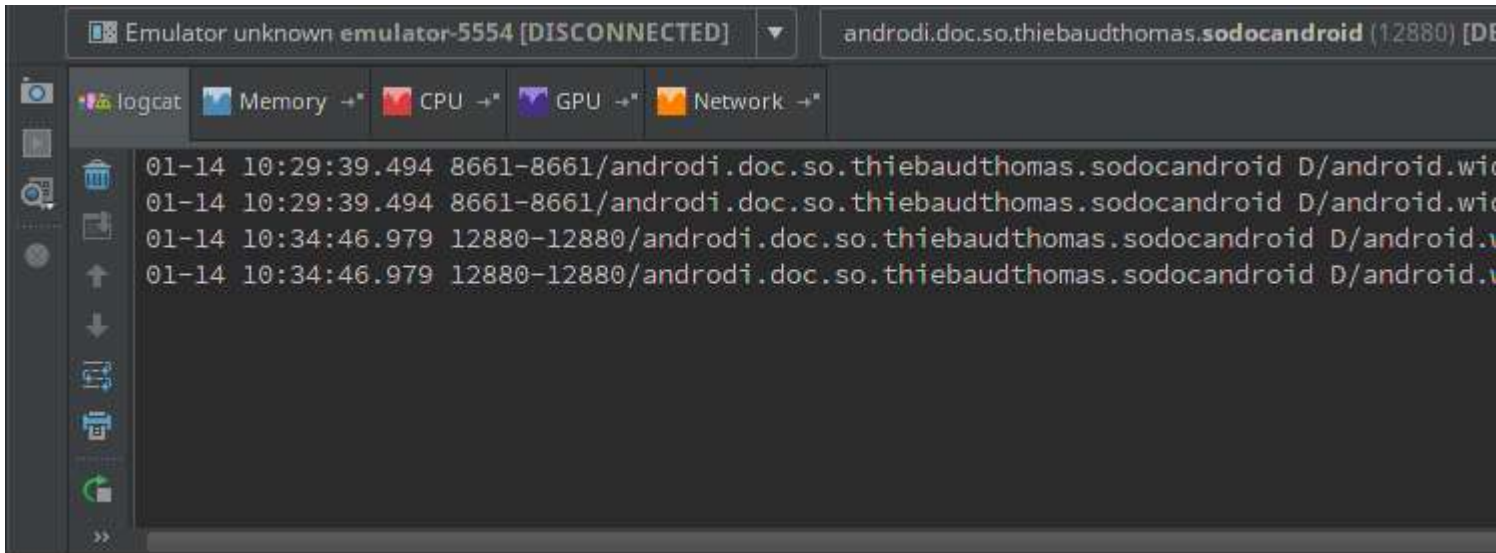 Emulator unknown emulator-5554 [DISCONNECTED] androdi.doc.so.thiebaudthomas.sodocandroid (12880) [DE
logcat Memory CPU GPU Network
01-14 10:29:39.494 8661-8661/androdi.doc.so.thiebaudthomas.sodocandroid D/android.wid
01-14 10:29:39.494 8661-8661/androdi.doc.so.thiebaudthomas.sodocandroid D/android.wid
01-14 10:34:46.979 12880-12880/androdi.doc.so.thiebaudthomas.sodocandroid D/android.w
01-14 10:34:46.979 12880-12880/androdi.doc.so.thiebaudthomas.sodocandroid D/android.w